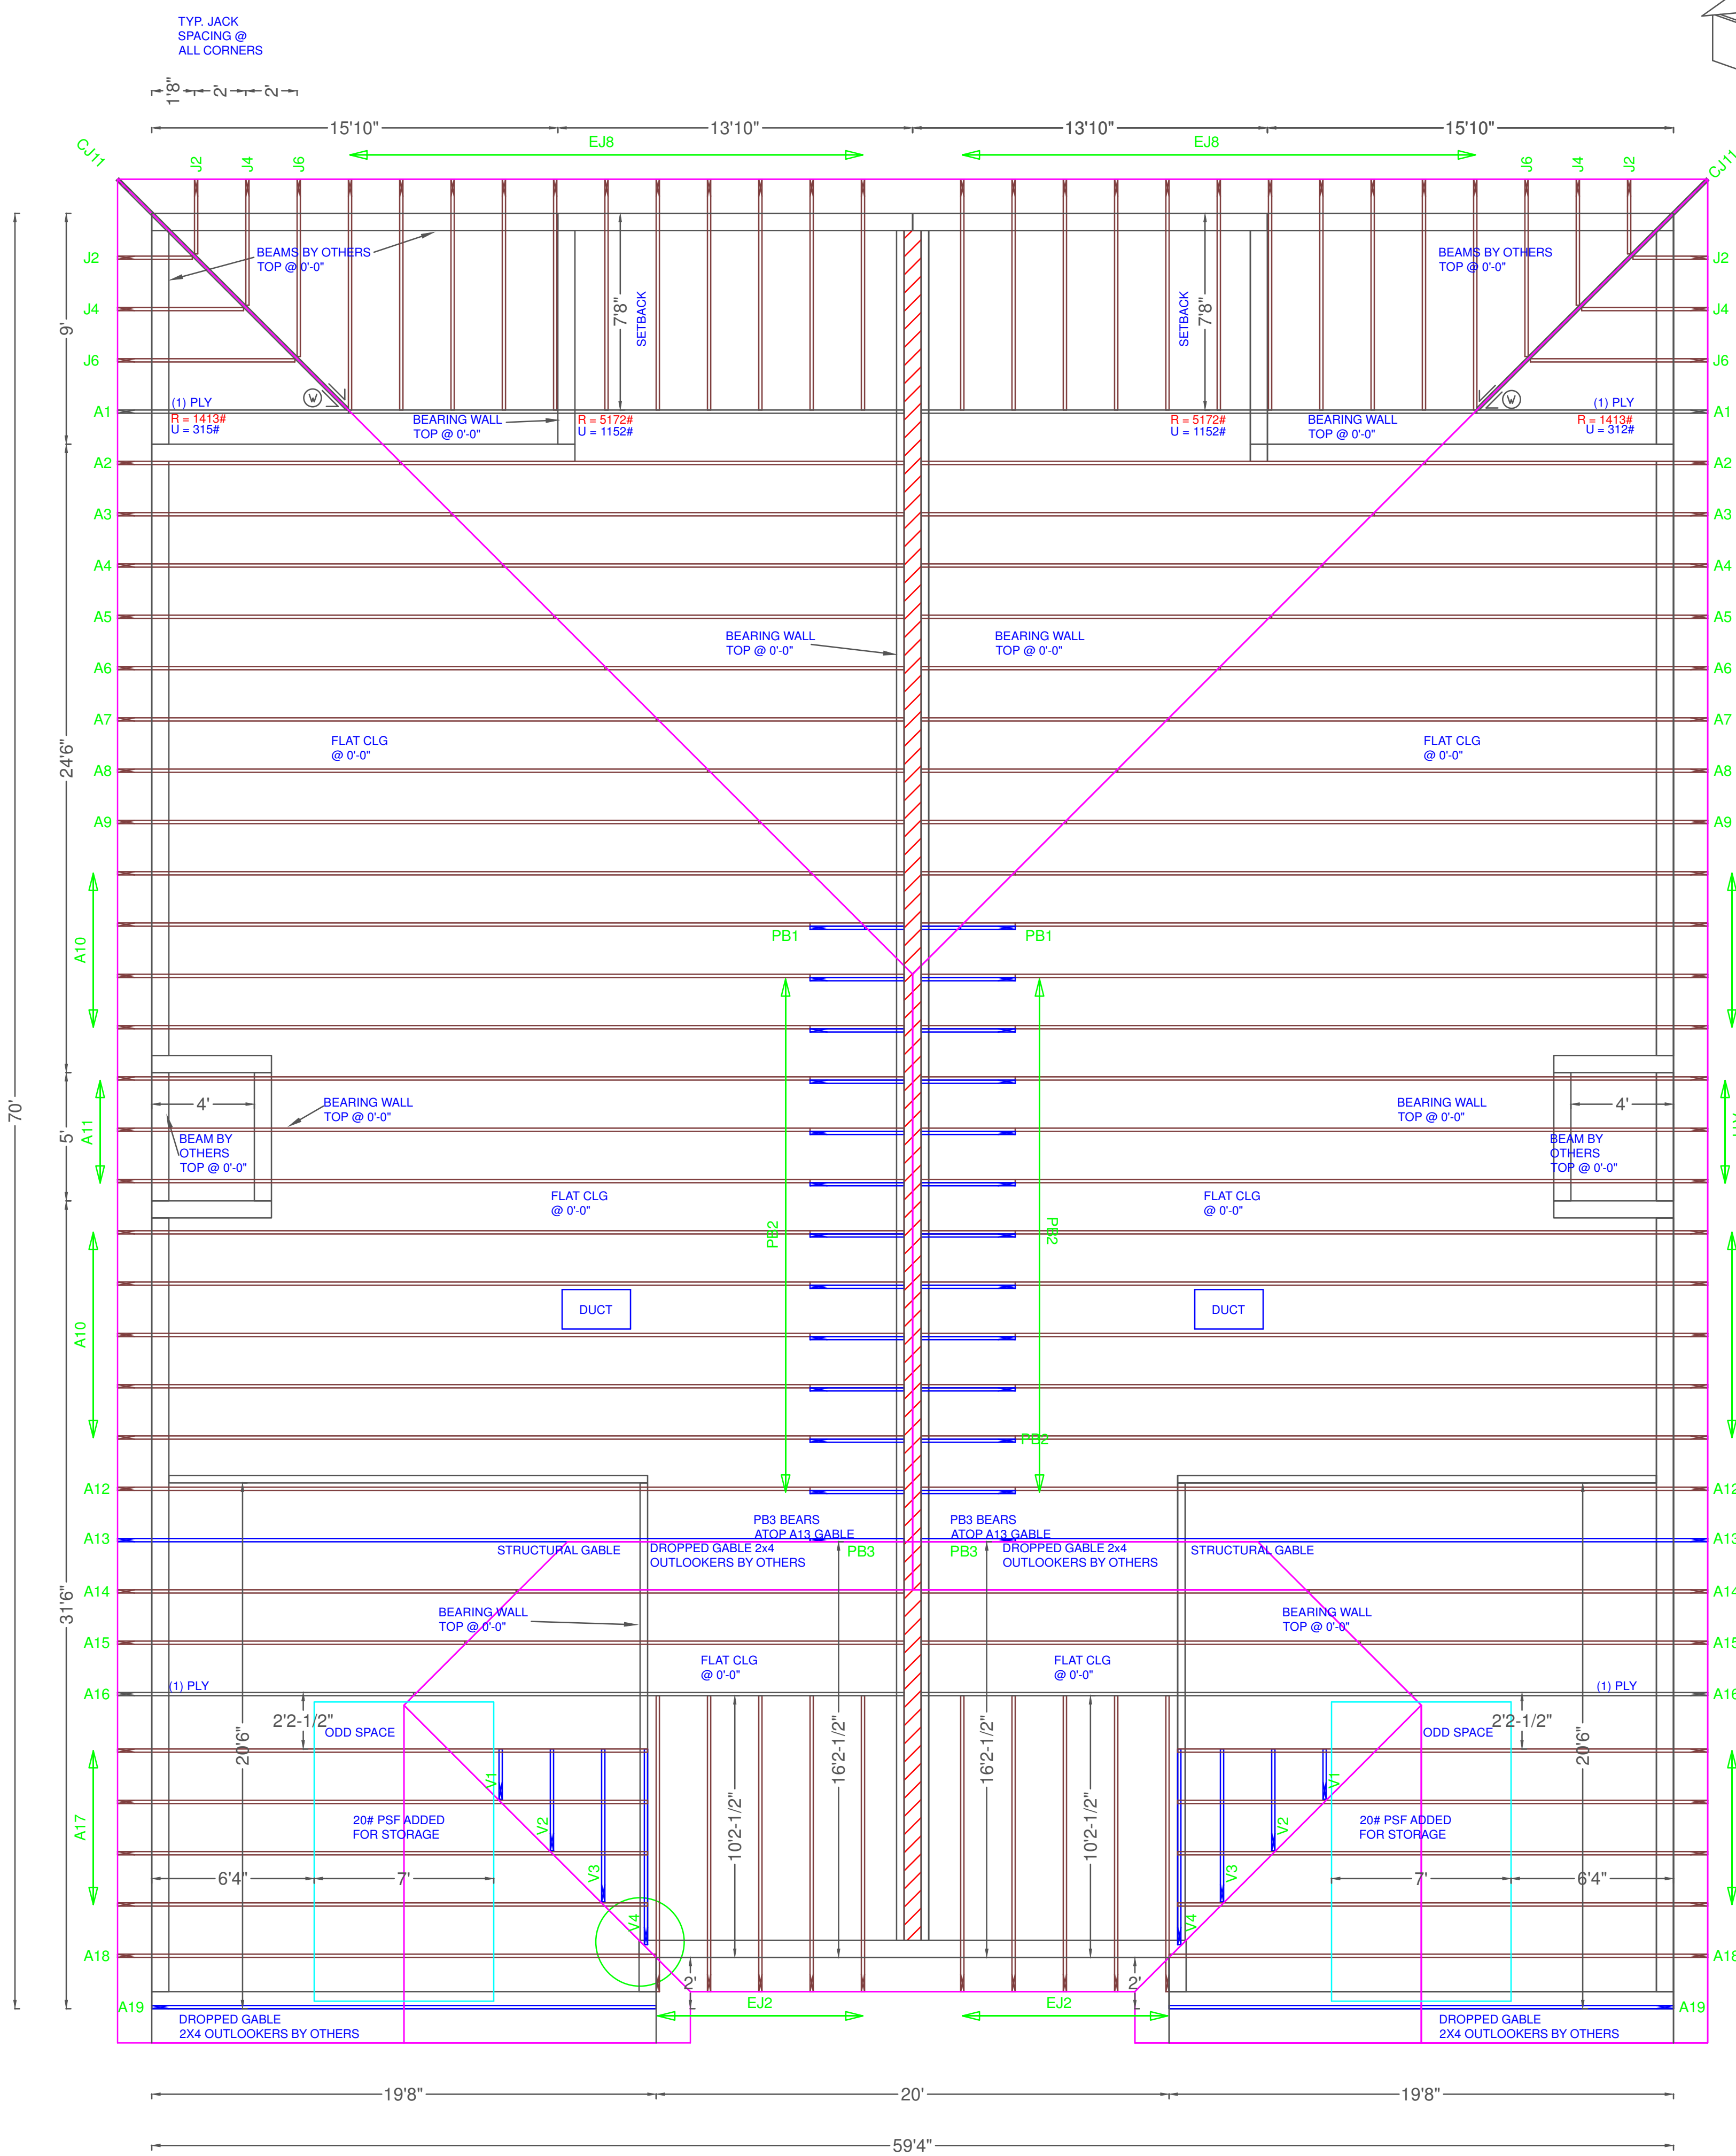 TYP. JACK
SPACING @
ALL CORNERS
1'8"
2'
2'
15'10"
13'10"
13'10"
15'10"
EJ8
EJ8
CJ11
J2
J4
J6
J6
J4
J2
CJ11
BEAMS BY OTHERS
TOP @ 0'-0"
BEAMS BY OTHERS
TOP @ 0'-0"
J2
J2
7'8"
SETBACK
SETBACK
7'8"
J4
J4
9'
J6
J6
W
W
(1) PLY
(1) PLY
A1
A1
R = 1413#
U = 315#
BEARING WALL
TOP @ 0'-0"
R = 5172#
U = 1152#
R = 5172#
U = 1152#
BEARING WALL
TOP @ 0'-0"
R = 1413#
U = 312#
A2
A2
A3
A3
A4
A4
A5
A5
BEARING WALL
TOP @ 0'-0"
BEARING WALL
TOP @ 0'-0"
A6
A6
A7
A7
24'6"
FLAT CLG
@ 0'-0"
FLAT CLG
@ 0'-0"
A8
A8
A9
A9
A10
PB1
PB1
70'
5'
A11
4'
4'
BEARING WALL
TOP @ 0'-0"
BEARING WALL
TOP @ 0'-0"
BEAM BY
OTHERS
TOP @ 0'-0"
BEAM BY
OTHERS
TOP @ 0'-0"
FLAT CLG
@ 0'-0"
FLAT CLG
@ 0'-0"
PB2
PB2
DUCT
DUCT
A10
PB2
A12
A12
PB3 BEARS
ATOP A13 GABLE
PB3 BEARS
ATOP A13 GABLE
A13
A13
STRUCTURAL GABLE
DROPPED GABLE 2x4
OUTLOOKERS BY OTHERS
PB3
PB3
DROPPED GABLE 2x4
OUTLOOKERS BY OTHERS
STRUCTURAL GABLE
A14
A14
31'6"
BEARING WALL
TOP @ 0'-0"
BEARING WALL
TOP @ 0'-0"
A15
A15
FLAT CLG
@ 0'-0"
FLAT CLG
@ 0'-0"
(1) PLY
(1) PLY
A16
A16
2'2-1/2"
2'2-1/2"
ODD SPACE
ODD SPACE
20'6"
20'6"
16'2-1/2"
16'2-1/2"
V1
V1
10'2-1/2"
10'2-1/2"
A17
20# PSF ADDED
FOR STORAGE
20# PSF ADDED
FOR STORAGE
V2
V2
6'4"
7'
V3
V3
7'
6'4"
V4
V4
A18
A18
2'
2'
A19
EJ2
EJ2
A19
DROPPED GABLE
2X4 OUTLOOKERS BY OTHERS
DROPPED GABLE
2X4 OUTLOOKERS BY OTHERS
19'8"
20'
19'8"
59'4"